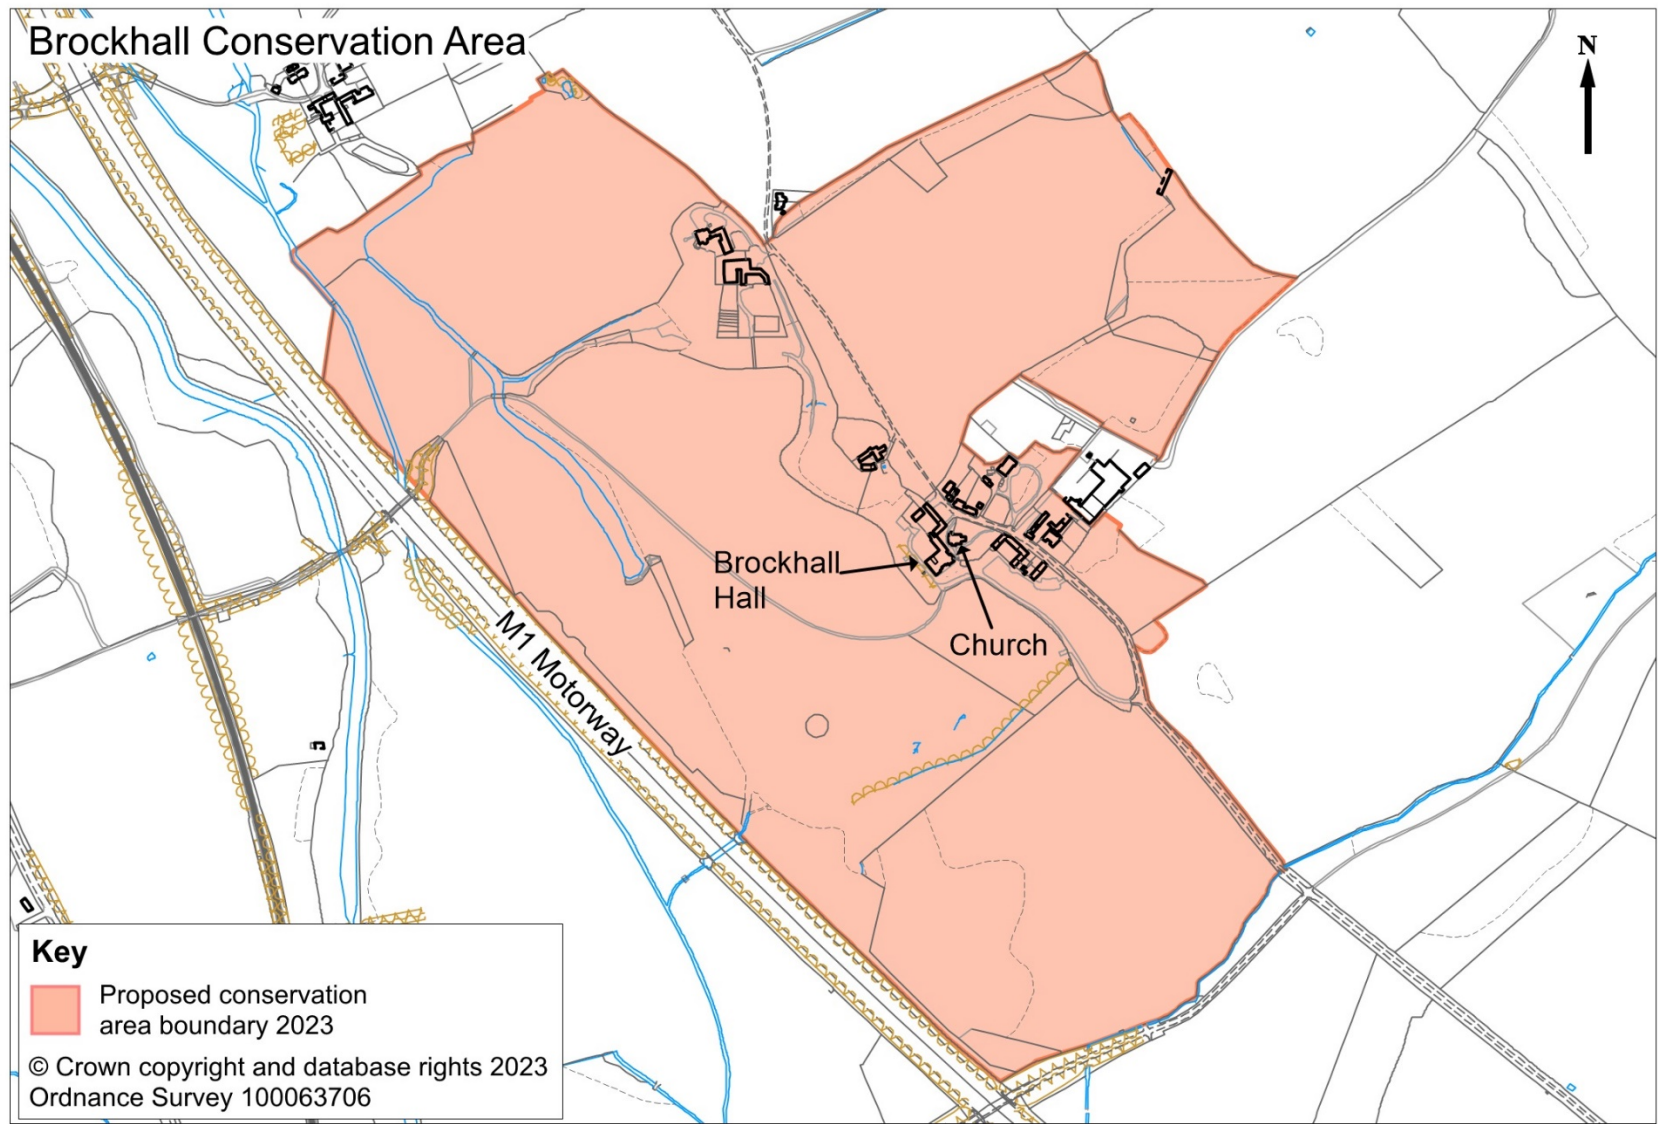 Brockhall Conservation Area
N
Brockhall
Hall
Church
M1 Motorway
Key
Proposed conservation
area boundary 2023
© Crown copyright and database rights 2023
Ordnance Survey 100063706